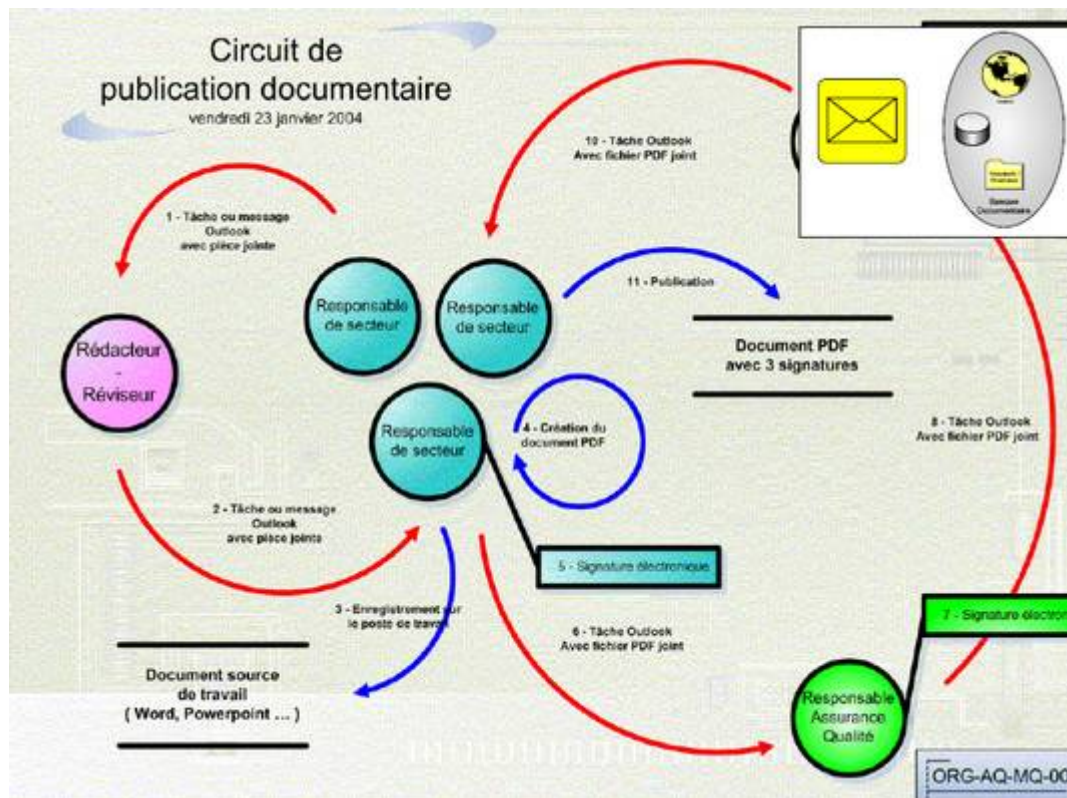 Circuit de
publication documentaire
vendredi 23 janvier 2004
10 - Tâche Outlook
Avec fichier PDF joint
1 - Tâche ou message
Outlook
avec pièce jointe
Responsable
de secteur
Responsable
de secteur
11 - Publication
Document PDF
avec 3 signatures
Rédacteur
-
Réviseur
Responsable
de secteur
4 - Création du
document PDF
8 - Tâche Outlook
Avec fichier PDF joint
2 - Tâche ou message
Outlook
avec pièce jointe
5 - Signature électronique
3 - Enregistrement sur
le poste de travail
6 - Tâche Outlook
Avec fichier PDF joint
7 - Signature électron
Document source
de travail
( Word, Powerpoint ... )
Responsable
Assurance
Qualité
ORG-AQ-MQ-00
Documentaire